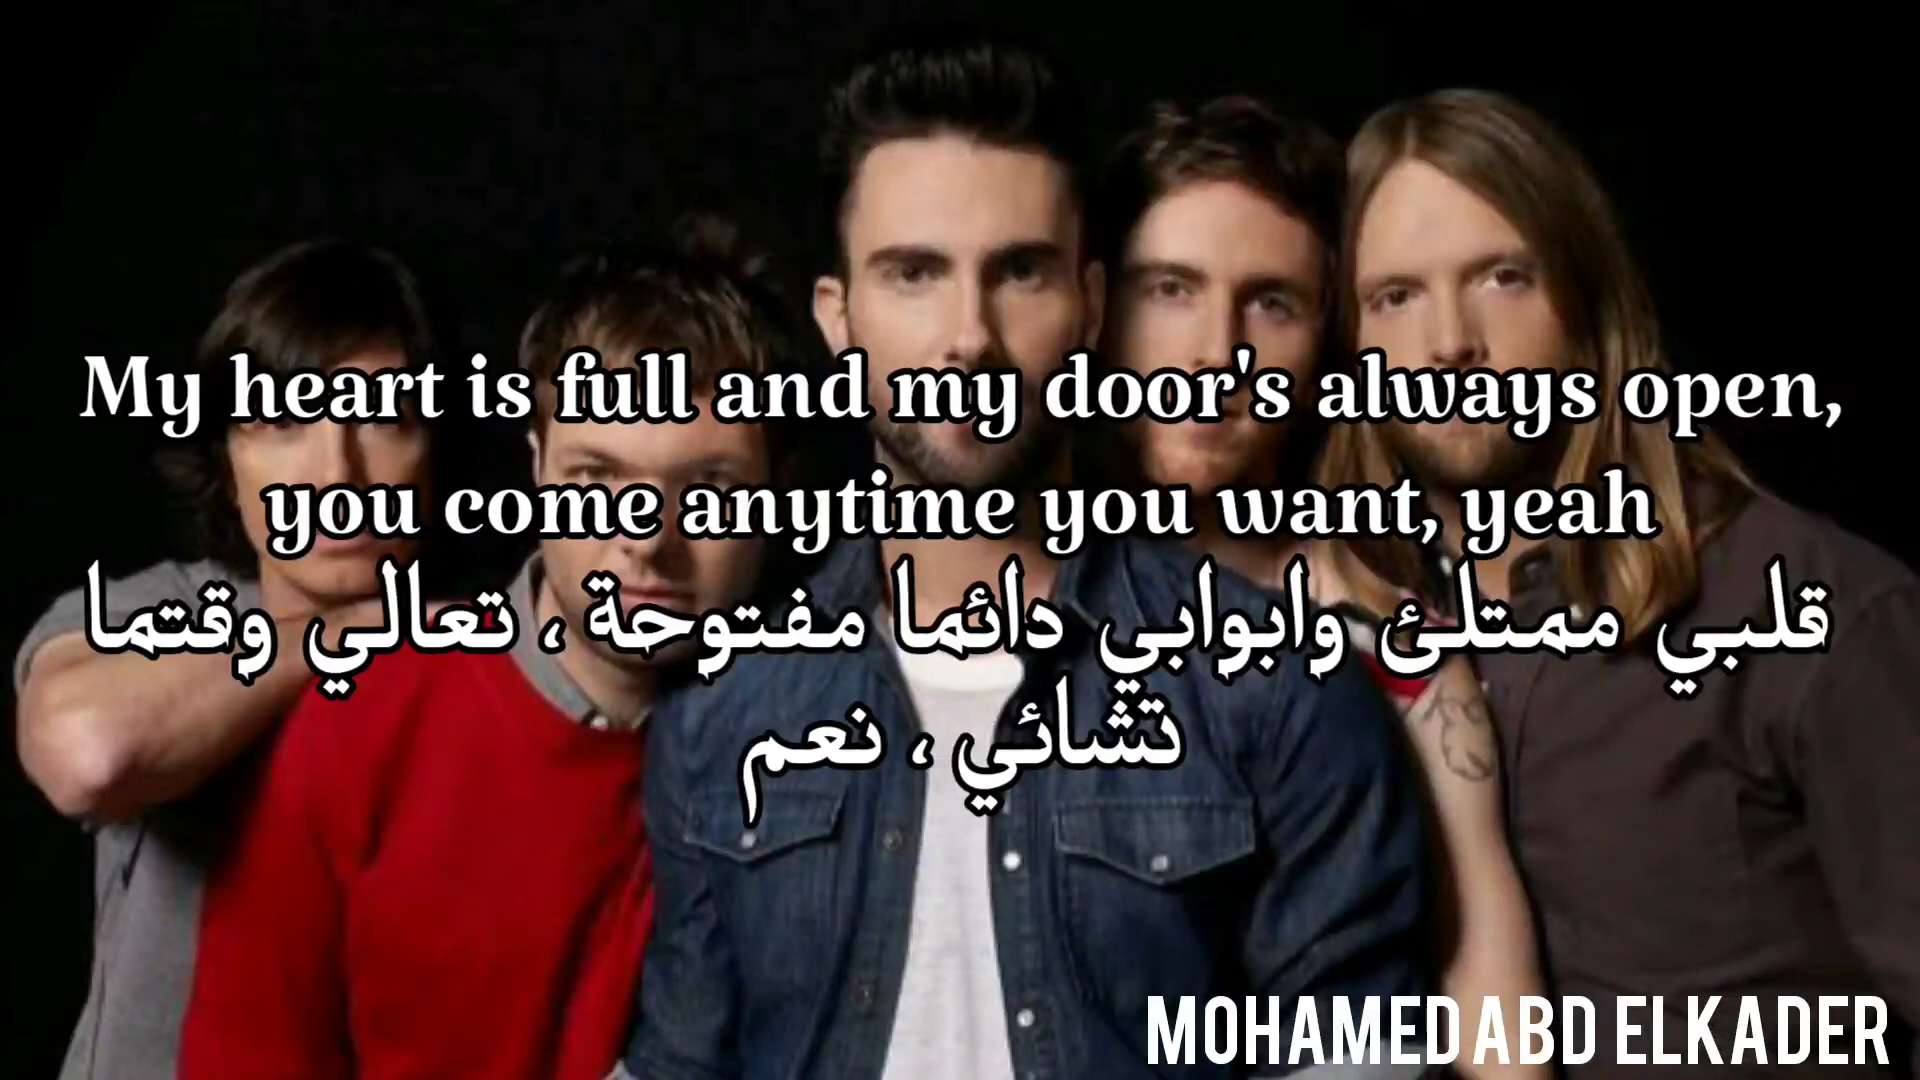 My heart is full and my door's always open,
you come anytime you want, yeah
قلبي ممتلئ وابوابي دائما مفتوحة ، تعالي وقتما
تشائي ، نعم
MOHAMED ABD ELKADER